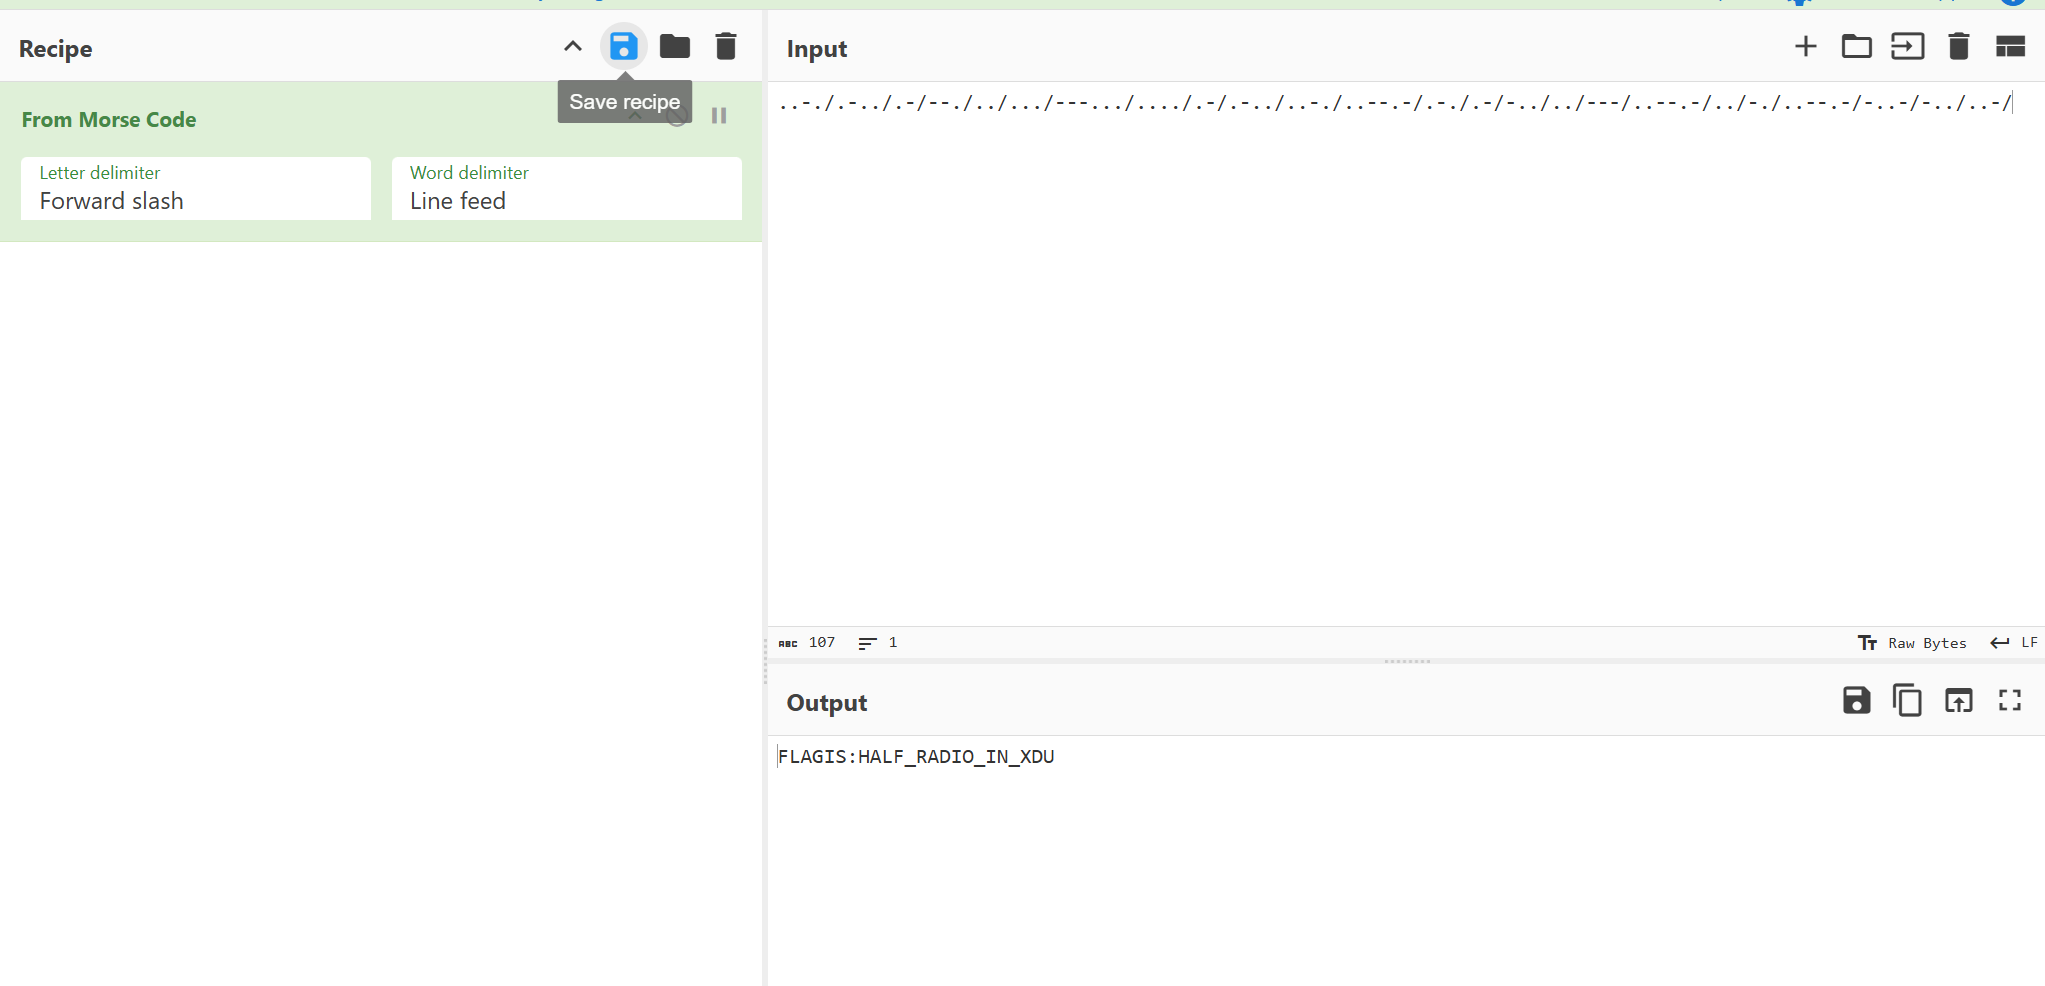 Recipe
Save recipe
From Morse Code
Letter delimiter
Forward slash
Word delimiter
Line feed
Input
..-./.-../.-/--./../.../---.../..../.-/.-../..-./..--.-/.-./.-/-../../---/..--.-/../-./..--.-/-..-/-../..-/
ABC 107 1
Raw Bytes LF
Output
FLAGIS:HALF_RADIO_IN_XDU